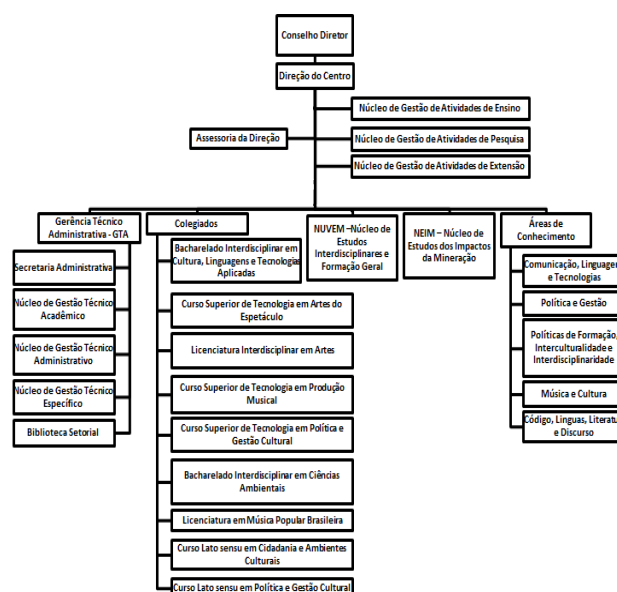 Conselho Diretor
Direção do Centro
Núcleo de Gestão de Atividades de Ensino
Assessoria da Direção
Núcleo de Gestão de Atividades de Pesquisa
Núcleo de Gestão de Atividades de Extensão
Gerência Técnico
Administrativa - GTA
Secretaria Administrativa
Núcleo de Gestão Técnico
Acadêmico
Núcleo de Gestão Técnico
Administrativo
Núcleo de Gestão Técnico
Específico
Biblioteca Setorial
Colegiados
Bacharelado Interdisciplinar em
Cultura, Linguagens e Tecnologias
Aplicadas
Curso Superior de Tecnologia em Artes do
Espetáculo
Licenciatura Interdisciplinar em Artes
Curso Superior de Tecnologia em Produção
Musical
Curso Superior de Tecnologia em Política e
Gestão Cultural
Bacharelado Interdisciplinar em Ciências
Ambientais
Licenciatura em Música Popular Brasileira
Curso Lato sensu em Cidadania e Ambientes
Culturais
Curso Lato sensu em Política e Gestão Cultural
NUVEM –Núcleo de
Estudos
Interdisciplinares e
Formação Geral
NEIM – Núcleo de
Estudos dos Impactos
da Mineração
Áreas de
Conhecimento
Comunicação, Linguagens
e Tecnologias
Política e Gestão
Políticas de Formação,
Interculturalidade e
Interdisciplinaridade
Música e Cultura
Código, Linguas, Literatura
e Discurso